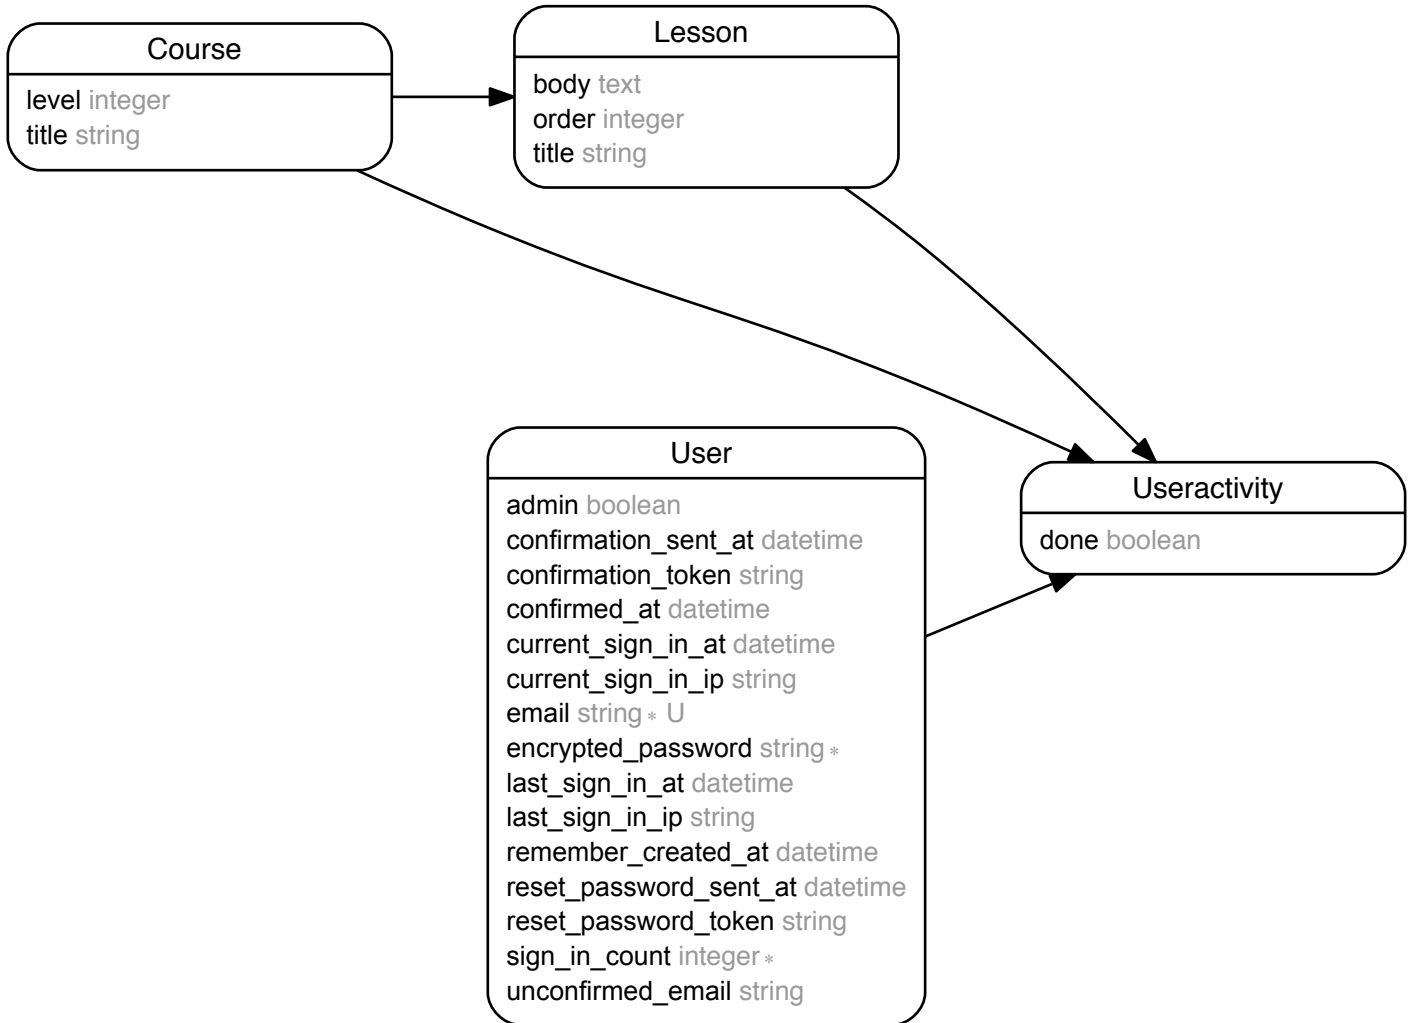 Course
level integer
title string
Lesson
body text
order integer
title string
User
admin boolean
confirmation_sent_at datetime
confirmation_token string
confirmed_at datetime
current_sign_in_at datetime
current_sign_in_ip string
email string * U
encrypted_password string *
last_sign_in_at datetime
last_sign_in_ip string
remember_created_at datetime
reset_password_sent_at datetime
reset_password_token string
sign_in_count integer *
unconfirmed_email string
Useractivity
done boolean